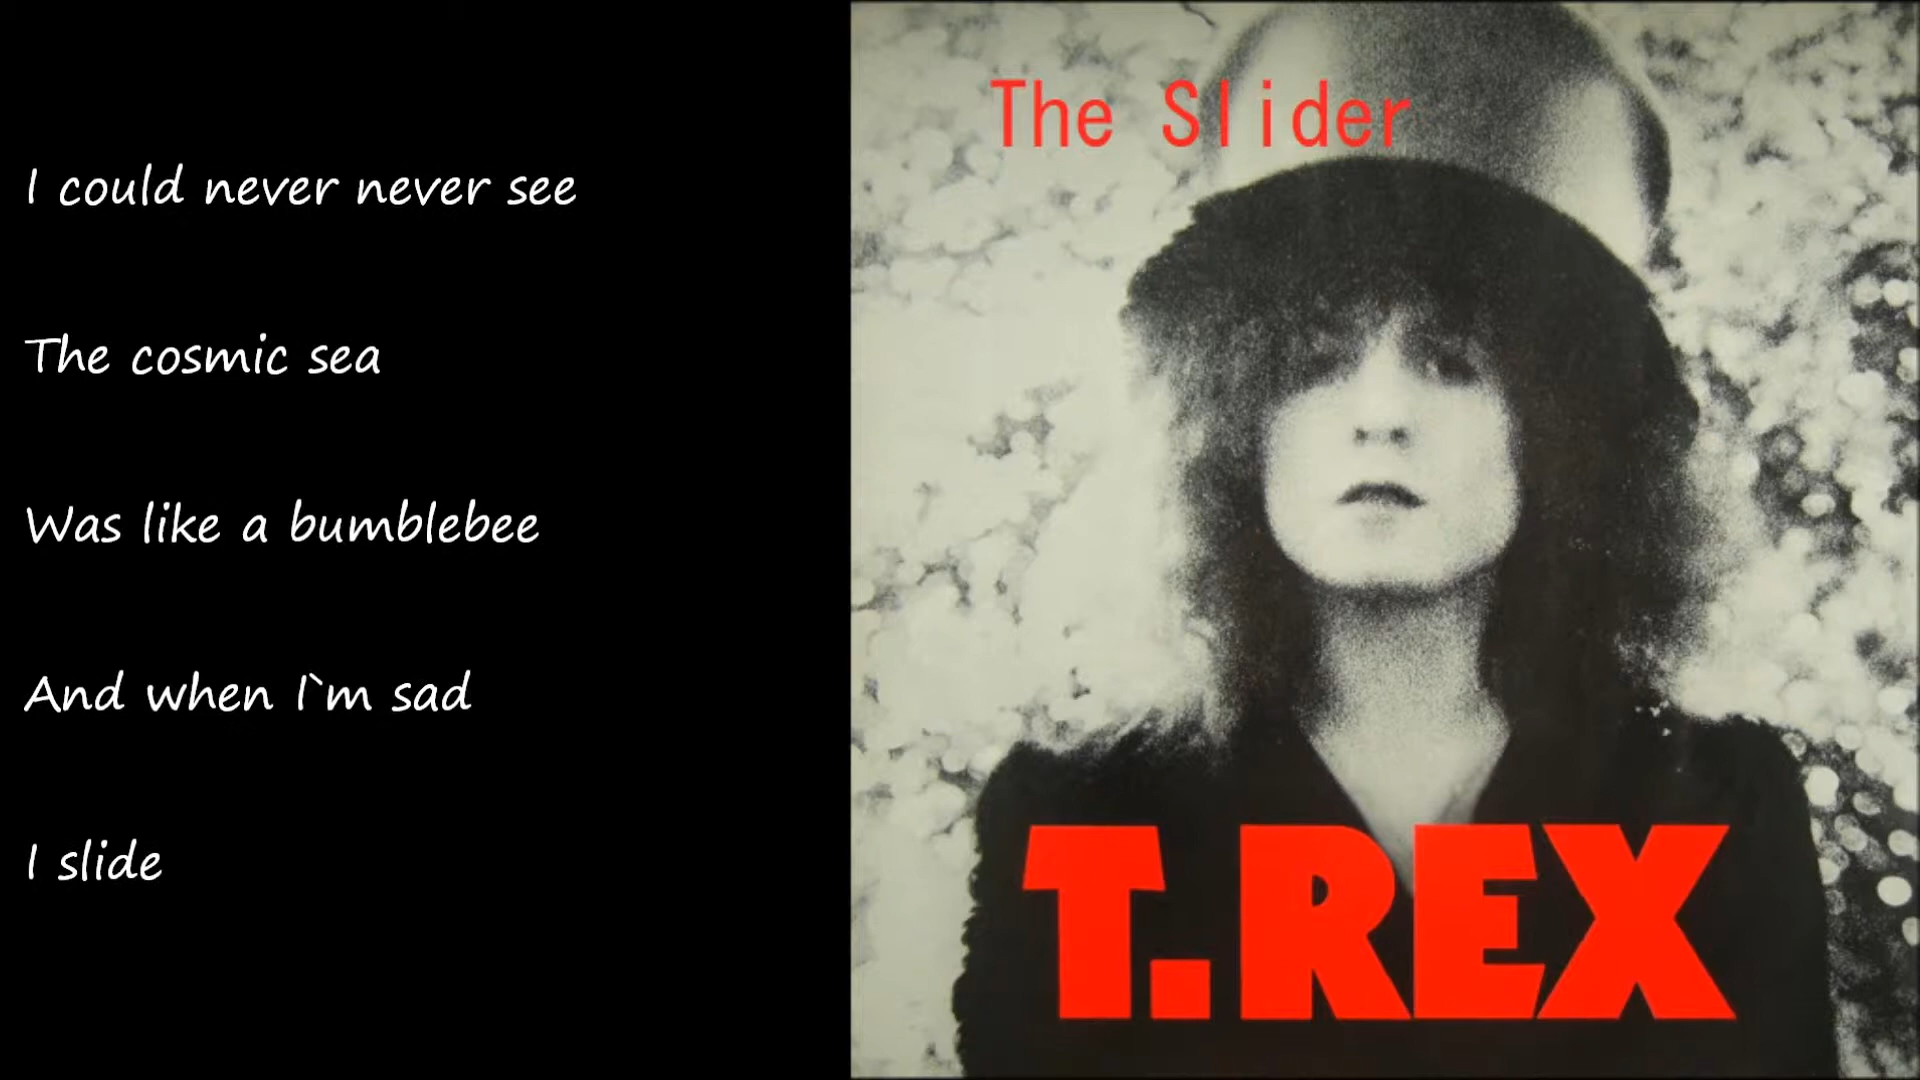 I could never never see
The cosmic sea
Was like a bumblebee
And when I`m sad
I slide
The Slider
T.REX